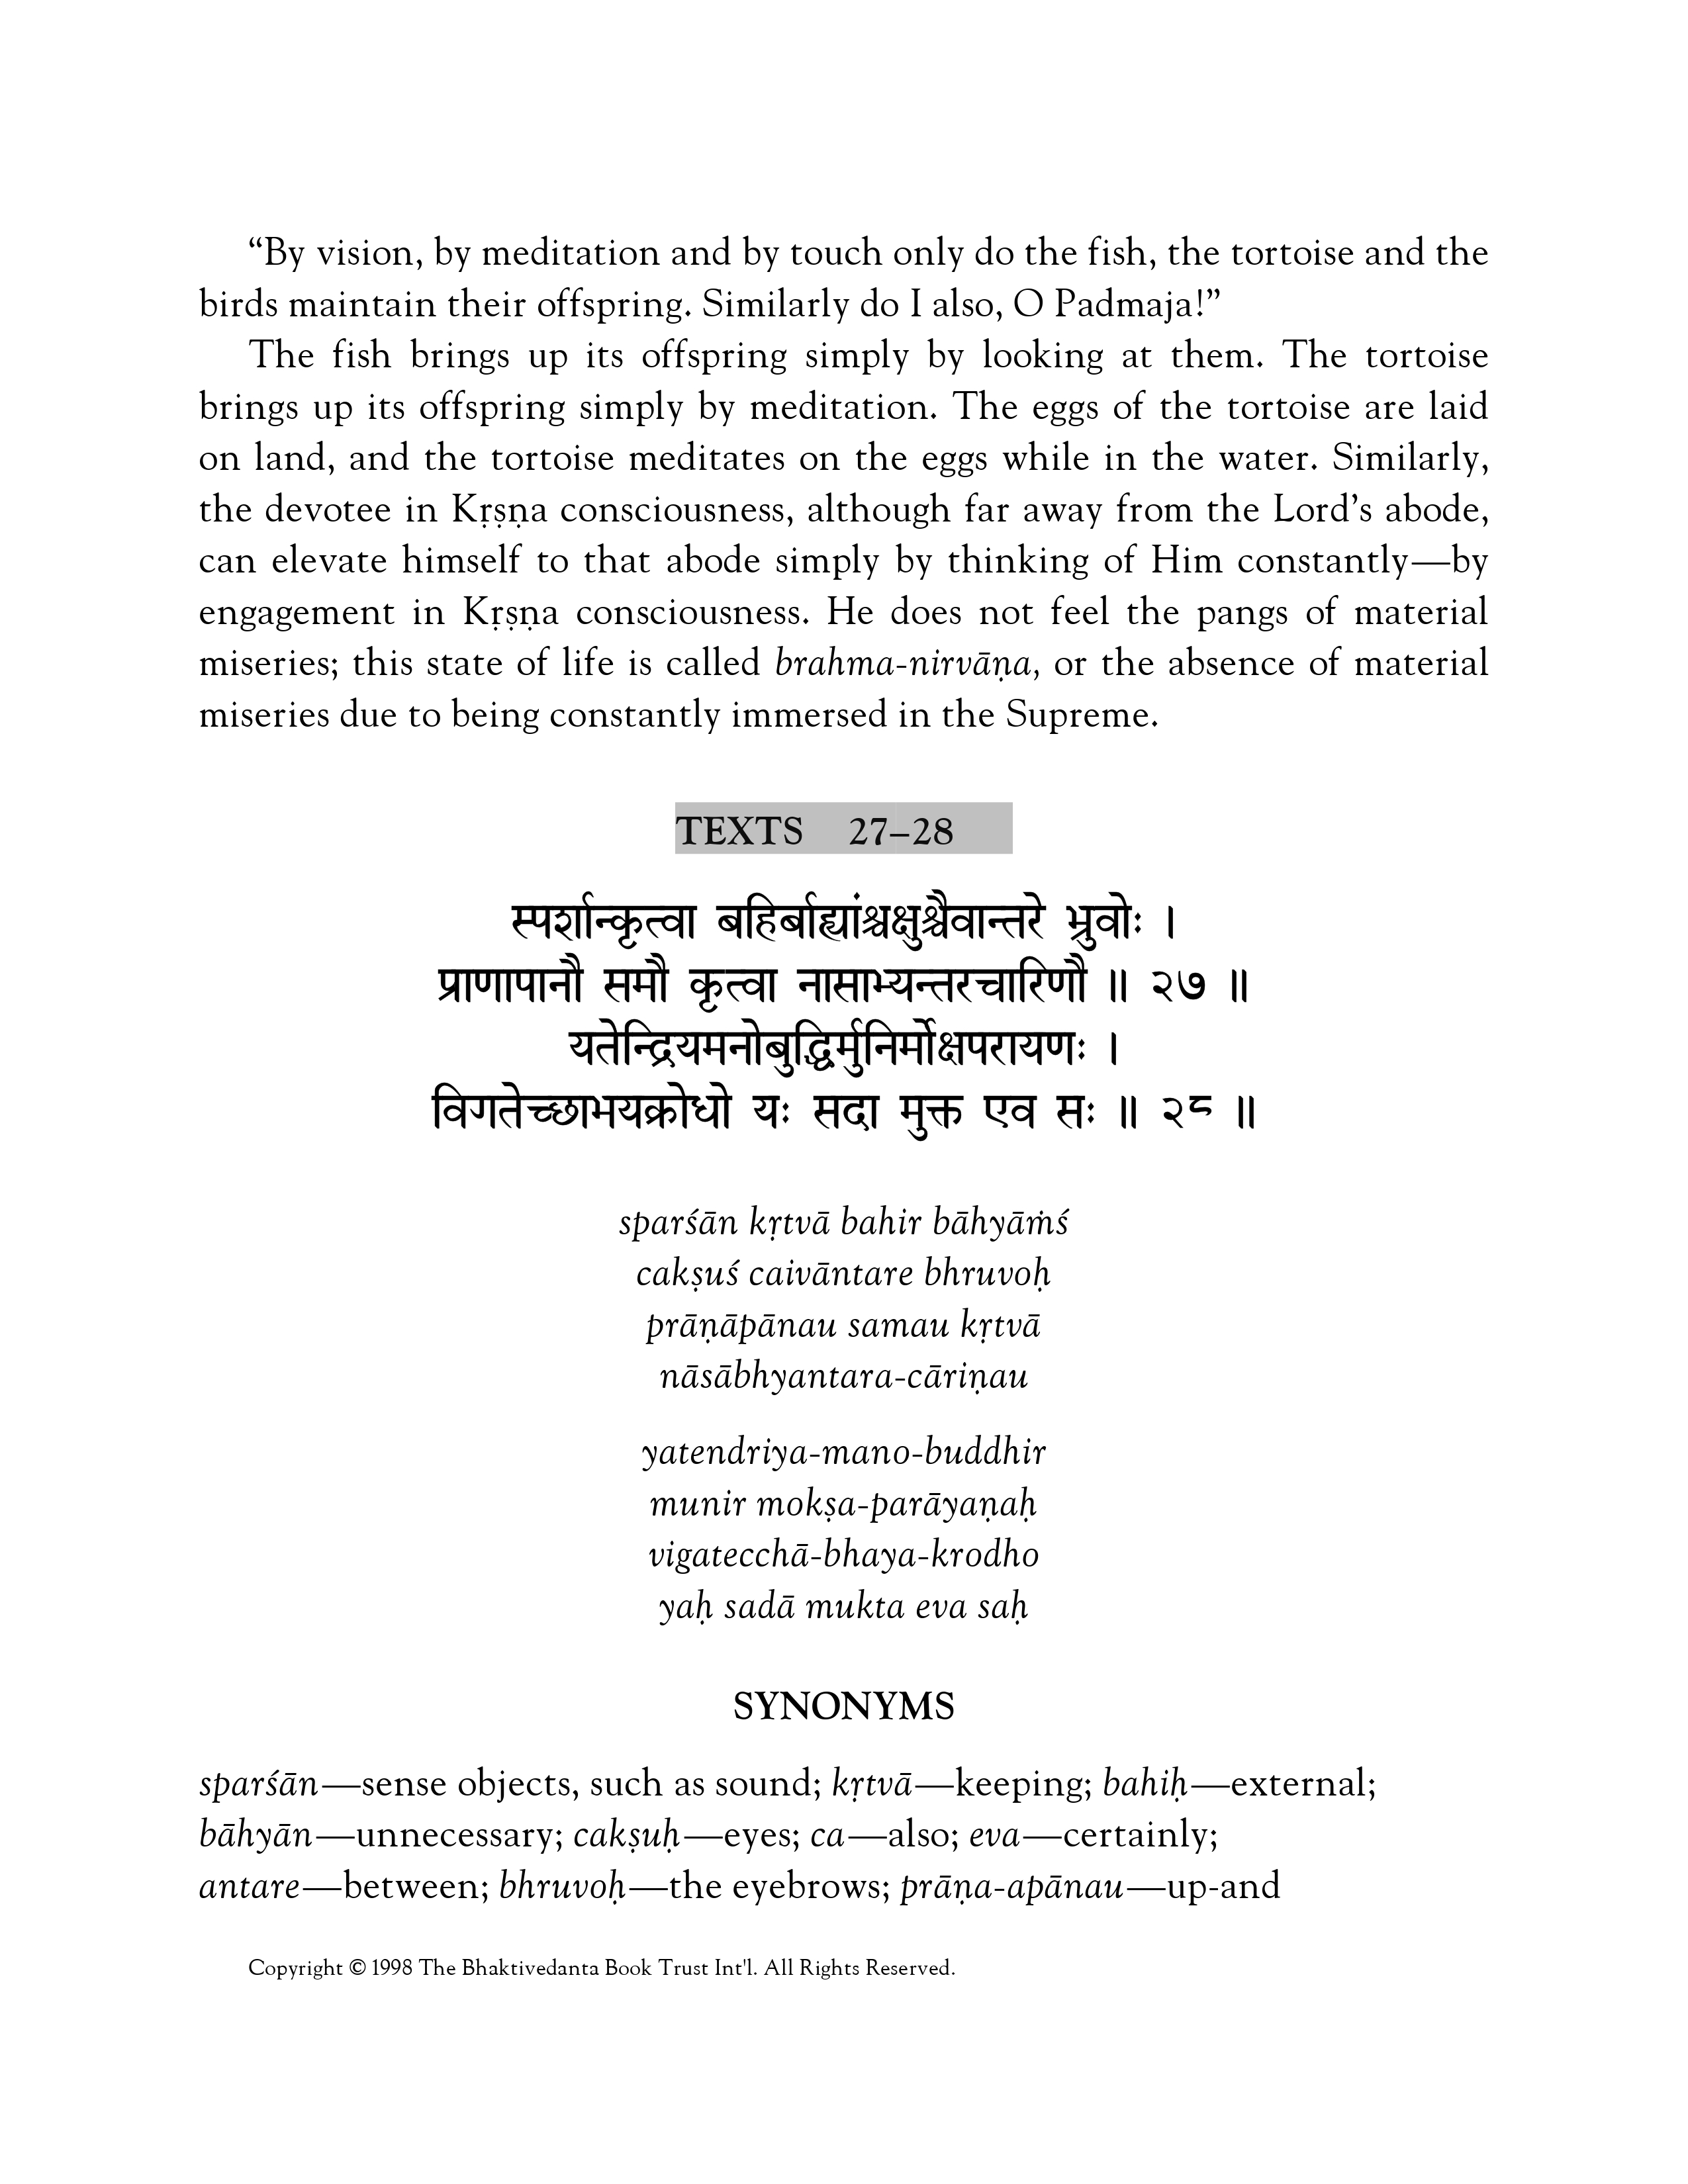 “By vision, by meditation and by touch only do the fish, the tortoise and the
birds maintain their offspring. Similarly do I also, O Padmaja!”
The fish brings up its offspring simply by looking at them. The tortoise
brings up its offspring simply by meditation. The eggs of the tortoise are laid
on land, and the tortoise meditates on the eggs while in the water. Similarly,
the devotee in Kṛṣṇa consciousness, although far away from the Lord’s abode,
can elevate himself to that abode simply by thinking of Him constantly—by
engagement in Kṛṣṇa consciousness. He does not feel the pangs of material
miseries; this state of life is called brahma-nirvāṇa, or the absence of material
miseries due to being constantly immersed in the Supreme.
TEXTS 27–28
स्पर्शान्कृत्वा बहिर्बाह्यांश्चक्षुश्चैवान्तरे भ्रुवोः ।
प्राणापानौ समौ कृत्वा नासाभ्यन्तरचारिणौ ॥ २७ ॥
यतेन्द्रियमनोबुद्धिर्मुनिर्मोक्षपरायणः ।
विगतेच्छाभयक्रोधो यः सदा मुक्त एव सः ॥ २८ ॥
sparśān kṛtvā bahir bāhyāṁś
cakṣuś caivāntare bhruvoḥ
prāṇāpānau samau kṛtvā
nāsābhyantara-cāriṇau
yatendriya-mano-buddhir
munir mokṣa-parāyaṇaḥ
vigatecchā-bhaya-krodho
yaḥ sadā mukta eva saḥ
SYNONYMS
sparśān—sense objects, such as sound; kṛtvā—keeping; bahiḥ—external;
bāhyān—unnecessary; cakṣuḥ—eyes; ca—also; eva—certainly;
antare—between; bhruvoḥ—the eyebrows; prāṇa-apānau—up-and
Copyright © 1998 The Bhaktivedanta Book Trust Int'l. All Rights Reserved.